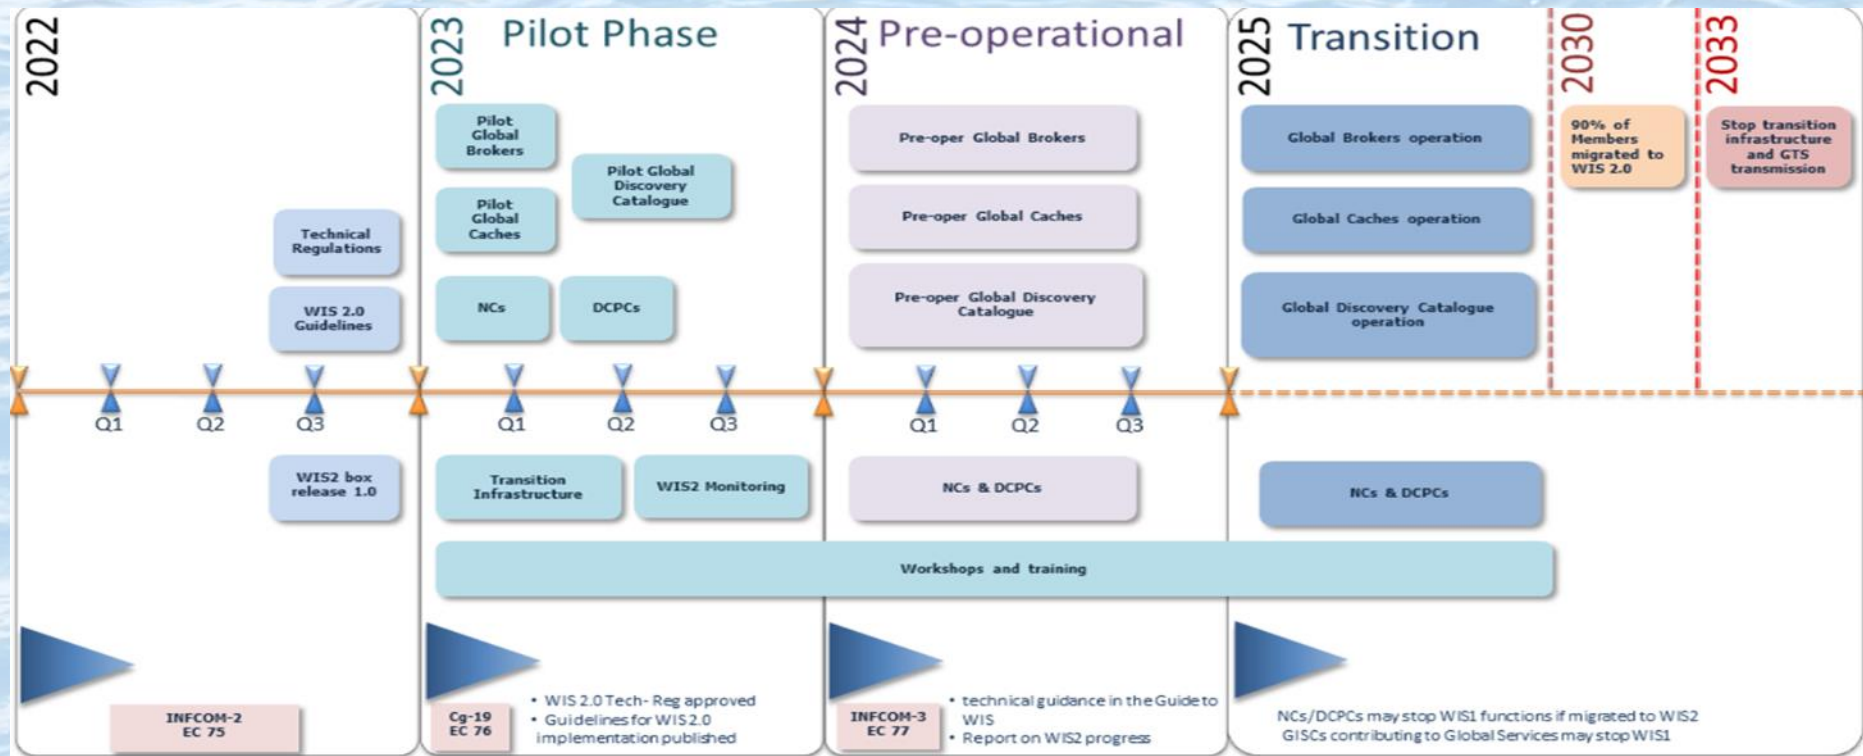 2022
2023
Pilot Phase
2024
Pre-operational
2025
Transition
2030
2033
Pilot
Global
Brokers
Pilot Global
Discovery
Catalogue
Pilot
Global
Caches
Technical
Regulations
WIS 2.0
Guidelines
NCs
DCPCs
Pre-oper Global Brokers
Pre-oper Global Caches
Pre-oper Global Discovery
Catalogue
Global Brokers operation
Global Caches operation
Global Discovery Catalogue
operation
90% of
Members
migrated to
WIS 2.0
Stop transition
infrastructure
and GTS
transmission
Q1
Q2
Q3
Q1
Q2
Q3
Q1
Q2
Q3
WIS2 box
release 1.0
Transition
Infrastructure
WIS2 Monitoring
NCs & DCPCs
NCs & DCPCs
Workshops and training
INFCOM-2
EC 75
Cg-19
EC 76
• WIS 2.0 Tech- Reg approved
• Guidelines for WIS2.0
implementation published
INFCOM-3
EC 77
• technical guidance in the Guide to
WIS
• Report on WIS2 progress
NCs/DCPCs may stop WIS1 functions if migrated to WIS2
GISCs contributing to Global Services may stop WIS1